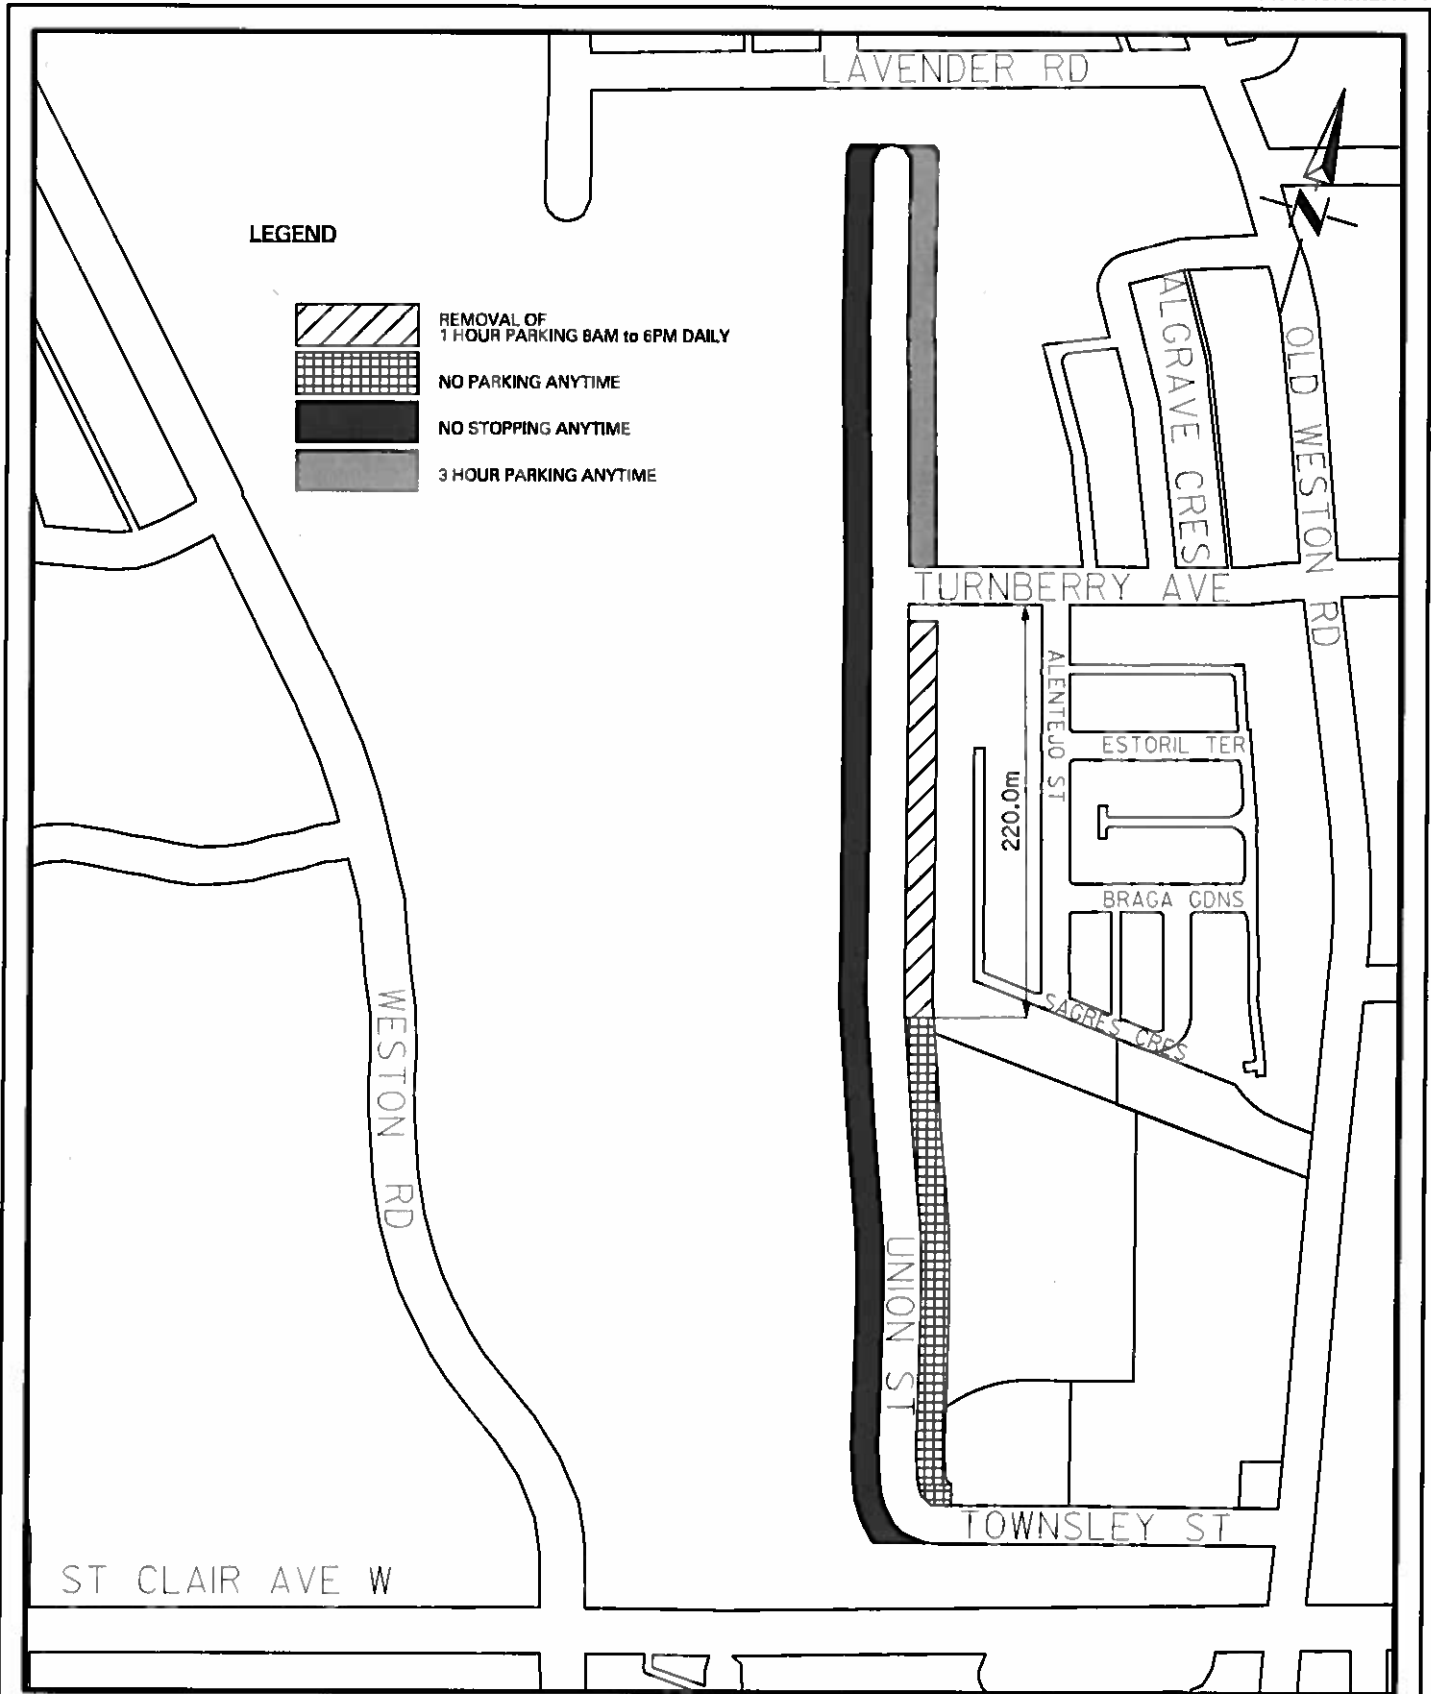 LAVENDER RD
LEGEND
REMOVAL OF
1 HOUR PARKING 8AM to 6PM DAILY
NO PARKING ANYTIME
NO STOPPING ANYTIME
3 HOUR PARKING ANYTIME
N
ALGRAVE CRES
OLD WESTON RD
TURNBERRY AVE
ALENTEJO ST
ESTORIL TER
220.0m
BRAGA GDNS
SAGRES CRES
WESTON RD
UNION ST
TOWNSLEY ST
ST CLAIR AVE W